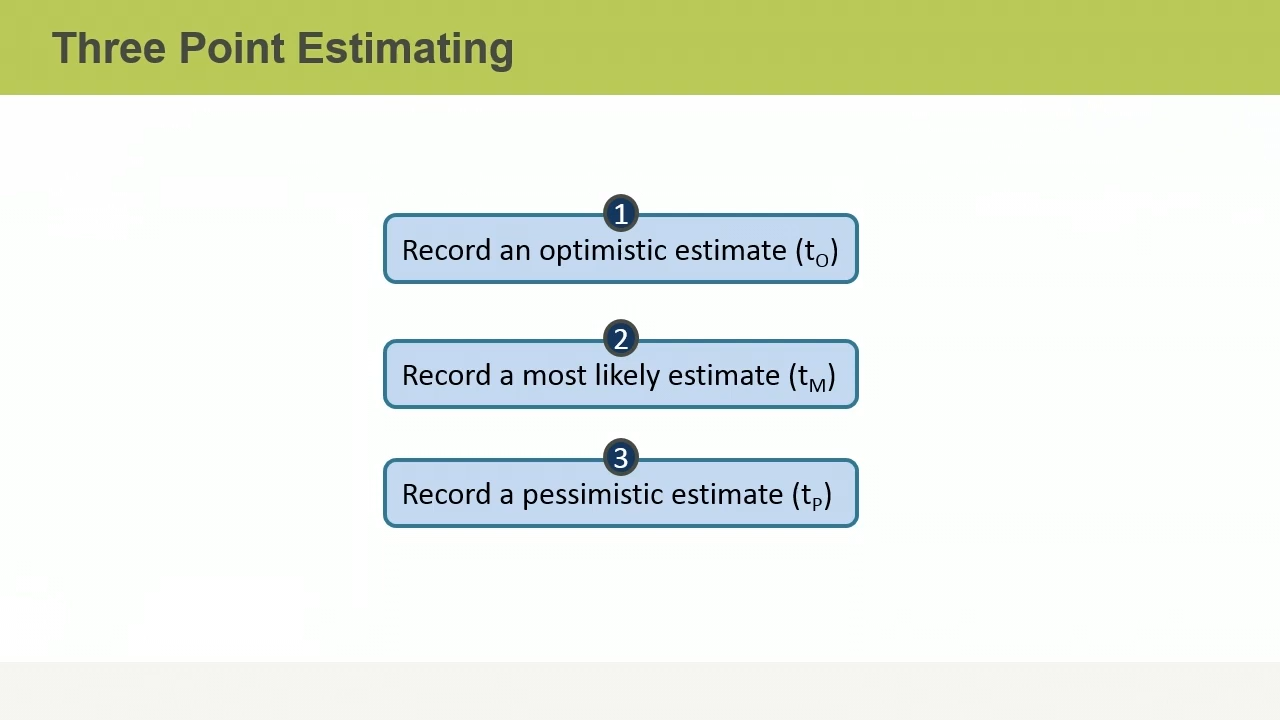 Three Point Estimating
1
Record an optimistic estimate (tO)
2
Record a most likely estimate (tM)
3
Record a pessimistic estimate (tP)